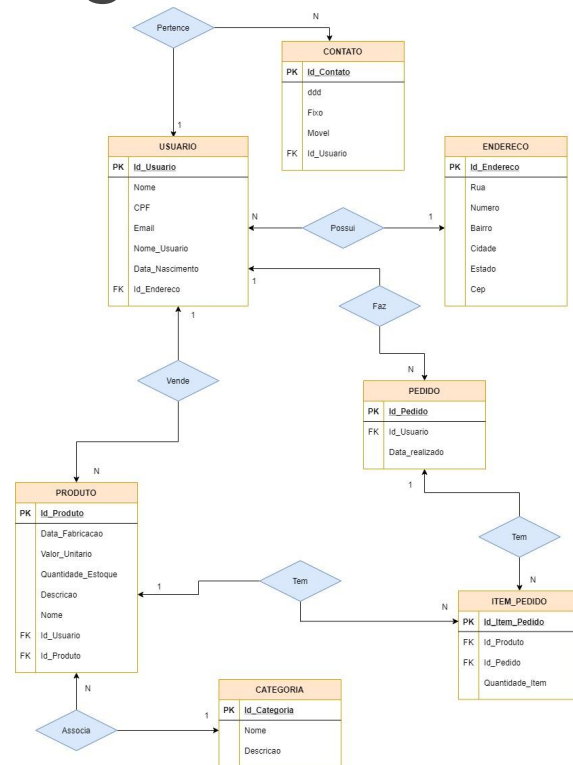 Pertence
N
1
CONTATO
PK Id_Contato
ddd
Fixo
Movel
FK Id_Usuario
USUARIO
PK Id_Usuario
Nome
CPF
Email
Nome_Usuario
Data_Nascimento
FK Id_Endereco
ENDERECO
PK Id_Endereco
Rua
Numero
Bairro
Cidade
Estado
Cep
N
Possui
1
1
Faz
N
1
Vende
N
PEDIDO
PK Id_Pedido
FK Id_Usuario
Data_realizado
1
Tem
N
PRODUTO
PK Id_Produto
Data_Fabricacao
Valor_Unitario
Quantidade_Estoque
Descricao
Nome
FK Id_Usuario
FK Id_Produto
1
Tem
N
ITEM_PEDIDO
PK Id_Item_Pedido
FK Id_Produto
FK Id_Pedido
Quantidade_Item
N
Associa
1
CATEGORIA
PK Id_Categoria
Nome
Descricao